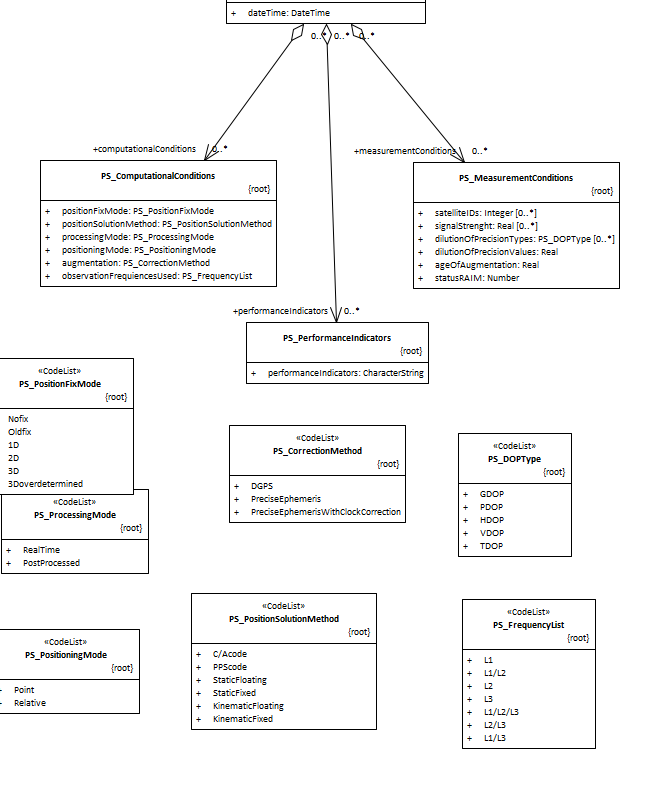 + dateTime: DateTime
0..* 0..* 0..*
+computationalConditions 0..*
+measurementConditions 0..*
PS_ComputationalConditions
{root}
+ positionFixMode: PS_PositionFixMode
+ positionSolutionMethod: PS_PositionSolutionMethod
+ processingMode: PS_ProcessingMode
+ positioningMode: PS_PositioningMode
+ augmentation: PS_CorrectionMethod
+ observationFrequienciesUsed: PS_FrequencyList
PS_MeasurementConditions
{root}
+ satelliteIDs: Integer [0..*]
+ signalStrenght: Real [0..*]
+ dilutionOfPrecisionTypes: PS_DOPType [0..*]
+ dilutionOfPrecisionValues: Real
+ ageOfAugmentation: Real
+ statusRAIM: Number
+performanceIndicators 0..*
PS_PerformanceIndicators
{root}
+ performanceIndicators: CharacterString
«CodeList»
PS_PositionFixMode
{root}
Nofix
Oldfix
1D
2D
3D
3Doverdetermined
«CodeList»
PS_CorrectionMethod
{root}
+ DGPS
+ PreciseEphemeris
+ PreciseEphemerisWithClockCorrection
«CodeList»
PS_DOPType
{root}
+ GDOP
+ PDOP
+ HDOP
+ VDOP
+ TDOP
«CodeList»
PS_ProcessingMode
{root}
+ RealTime
+ PostProcessed
«CodeList»
PS_PositionSolutionMethod
{root}
+ C/Acode
+ PPScode
+ StaticFloating
+ StaticFixed
+ KinematicFloating
+ KinematicFixed
«CodeList»
PS_FrequencyList
{root}
+ L1
+ L1/L2
+ L2
+ L3
+ L1/L2/L3
+ L2/L3
+ L1/L3
«CodeList»
PS_PositioningMode
{root}
+ Point
+ Relative